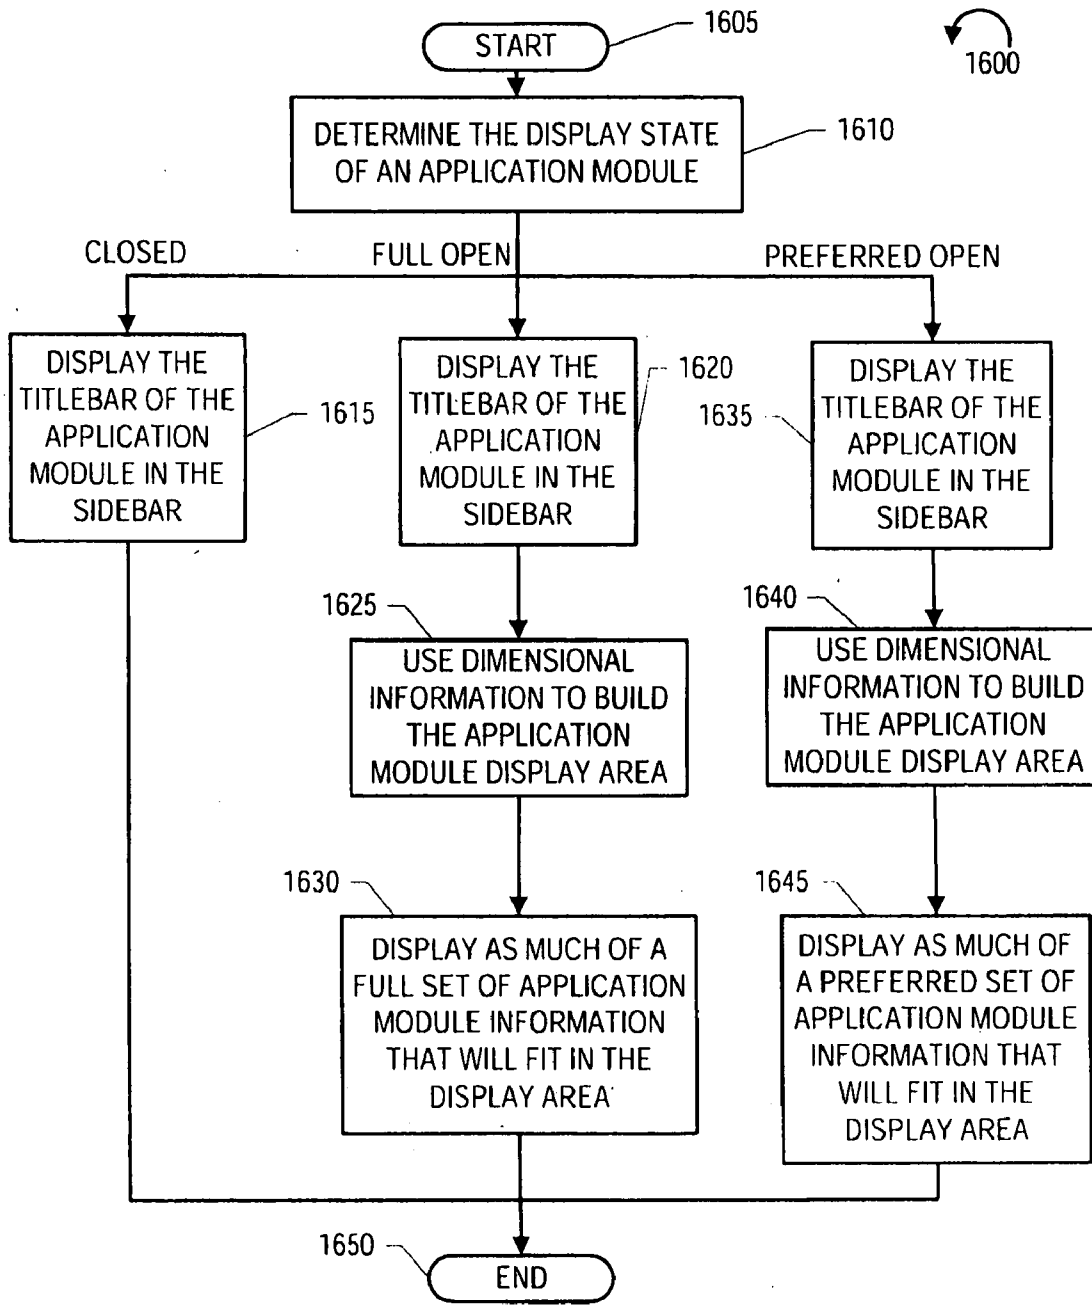 1605
START
1600
DETERMINE THE DISPLAY STATE
OF AN APPLICATION MODULE
1610
CLOSED
FULL OPEN
PREFERRED OPEN
DISPLAY THE
TITLEBAR OF THE
APPLICATION
MODULE IN THE
SIDEBAR
1615
DISPLAY THE
TITLEBAR OF THE
APPLICATION
MODULE IN THE
SIDEBAR
1620
1635
DISPLAY THE
TITLEBAR OF THE
APPLICATION
MODULE IN THE
SIDEBAR
1625
USE DIMENSIONAL
INFORMATION TO BUILD
THE APPLICATION
MODULE DISPLAY AREA
1640
USE DIMENSIONAL
INFORMATION TO BUILD
THE APPLICATION
MODULE DISPLAY AREA
1630
DISPLAY AS MUCH OF A
FULL SET OF APPLICATION
MODULE INFORMATION
THAT WILL FIT IN THE
DISPLAY AREA
1645
DISPLAY AS MUCH OF
A PREFERRED SET OF
APPLICATION MODULE
INFORMATION THAT
WILL FIT IN THE
DISPLAY AREA
1650
END